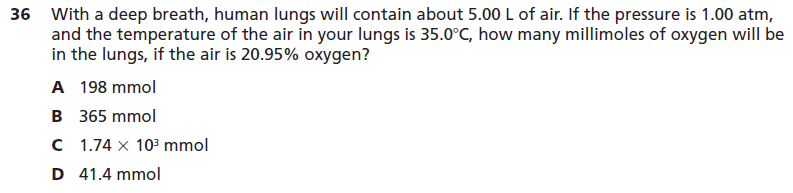 36 With a deep breath, human lungs will contain about 5.00 L of air. If the pressure is 1.00 atm,
and the temperature of the air in your lungs is 35.0°C, how many millimoles of oxygen will be
in the lungs, if the air is 20.95% oxygen?
A 198 mmol
B 365 mmol
C 1.74 × 10³ mmol
D 41.4 mmol